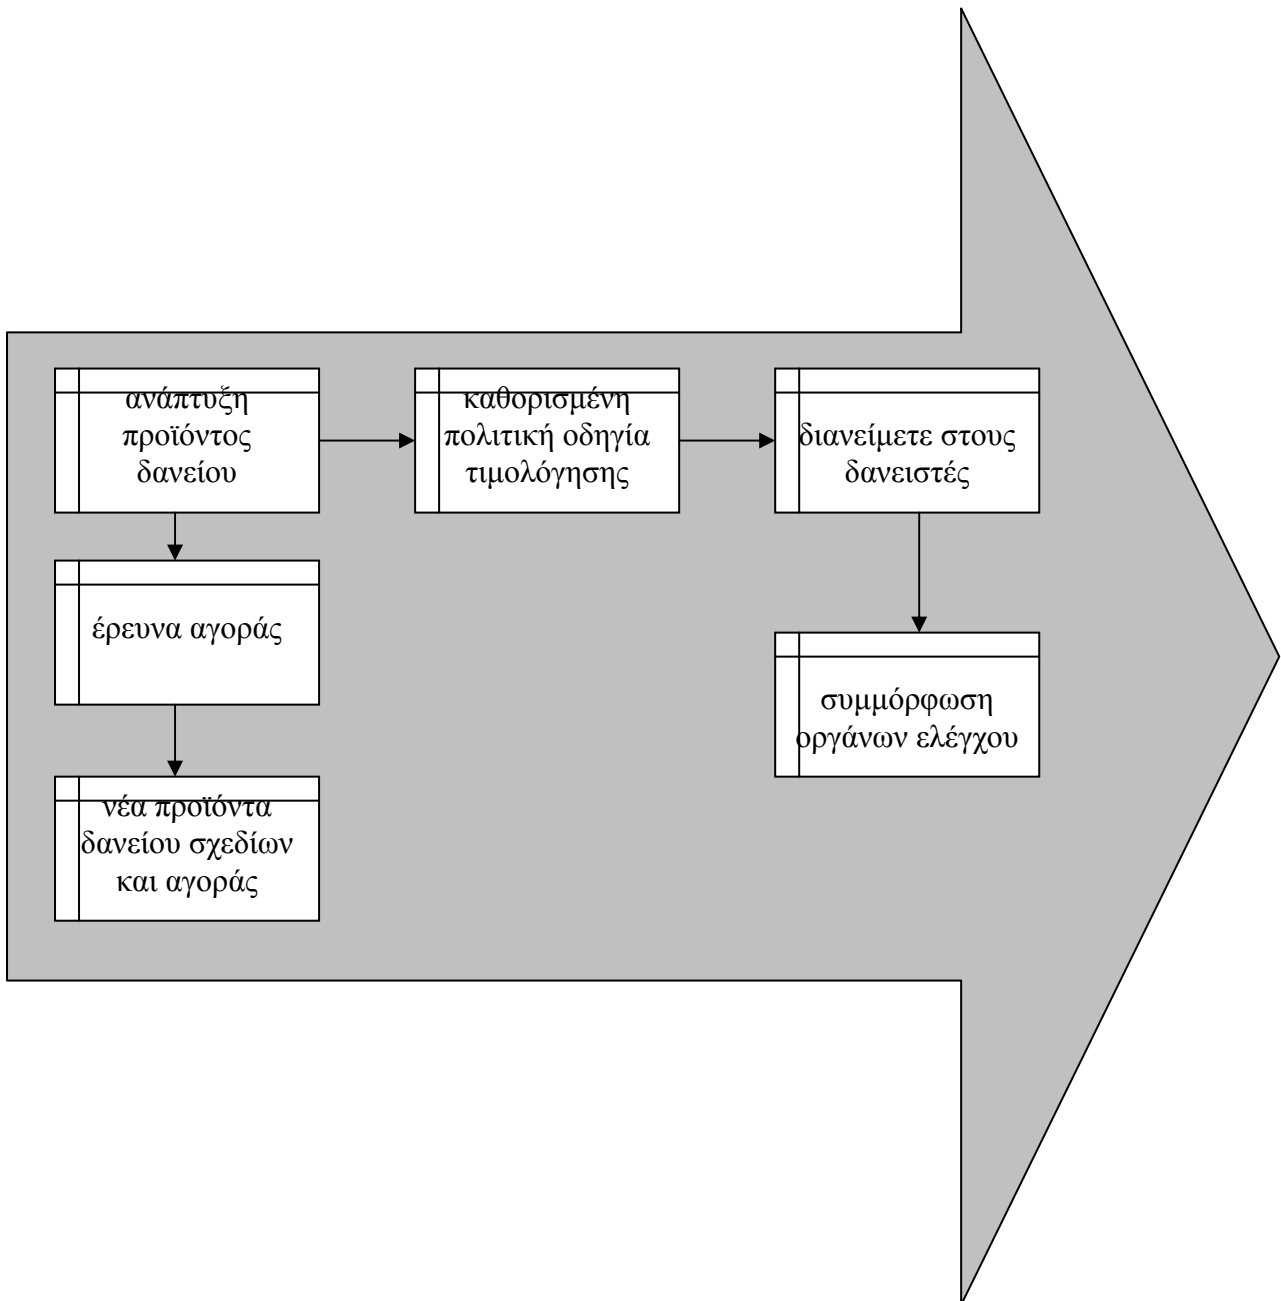 ανάπτυξη
προϊόντος
δανείου
καθορισμένη
πολιτική οδηγία
τιμολόγησης
διανείμετε στους
δανειστές
έρευνα αγοράς
συμμόρφωση
οργάνων ελέγχου
νέα προϊόντα
δανείου σχεδίων
και αγοράς